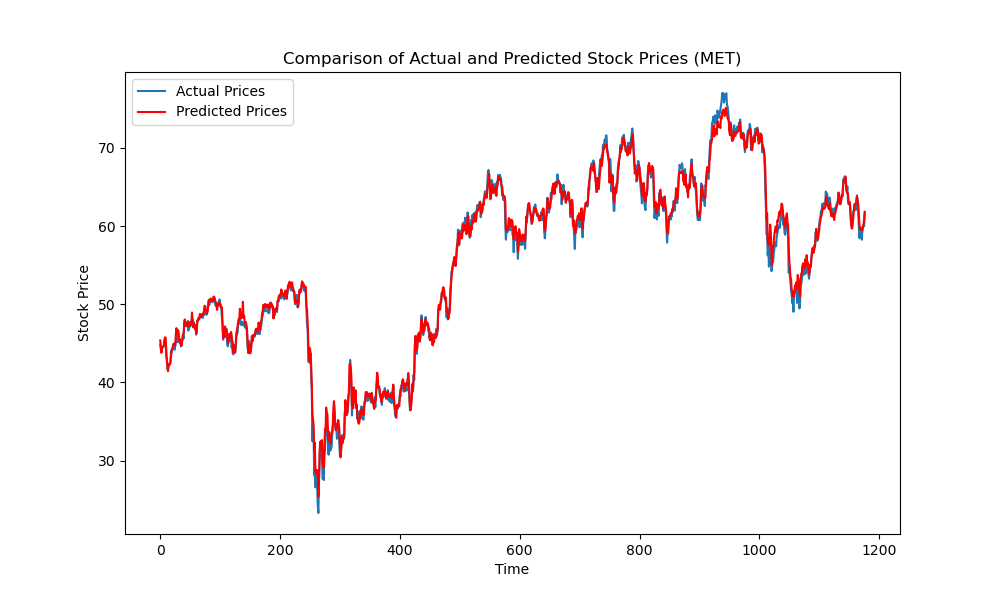 Comparison of Actual and Predicted Stock Prices (MET)
Actual Prices
Predicted Prices
Stock Price
70
60
50
40
30
0 200 400 600 800 1000 1200
Time